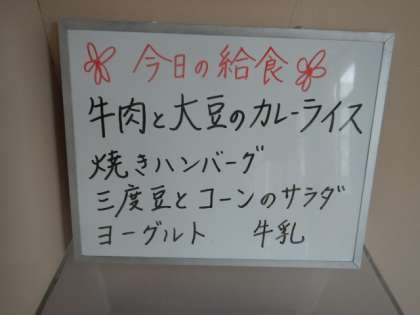 今日の給食
牛肉と大豆のカレーライス
焼きハンバーグ
三度豆とコーンのサラダ
ヨーグルト 牛乳